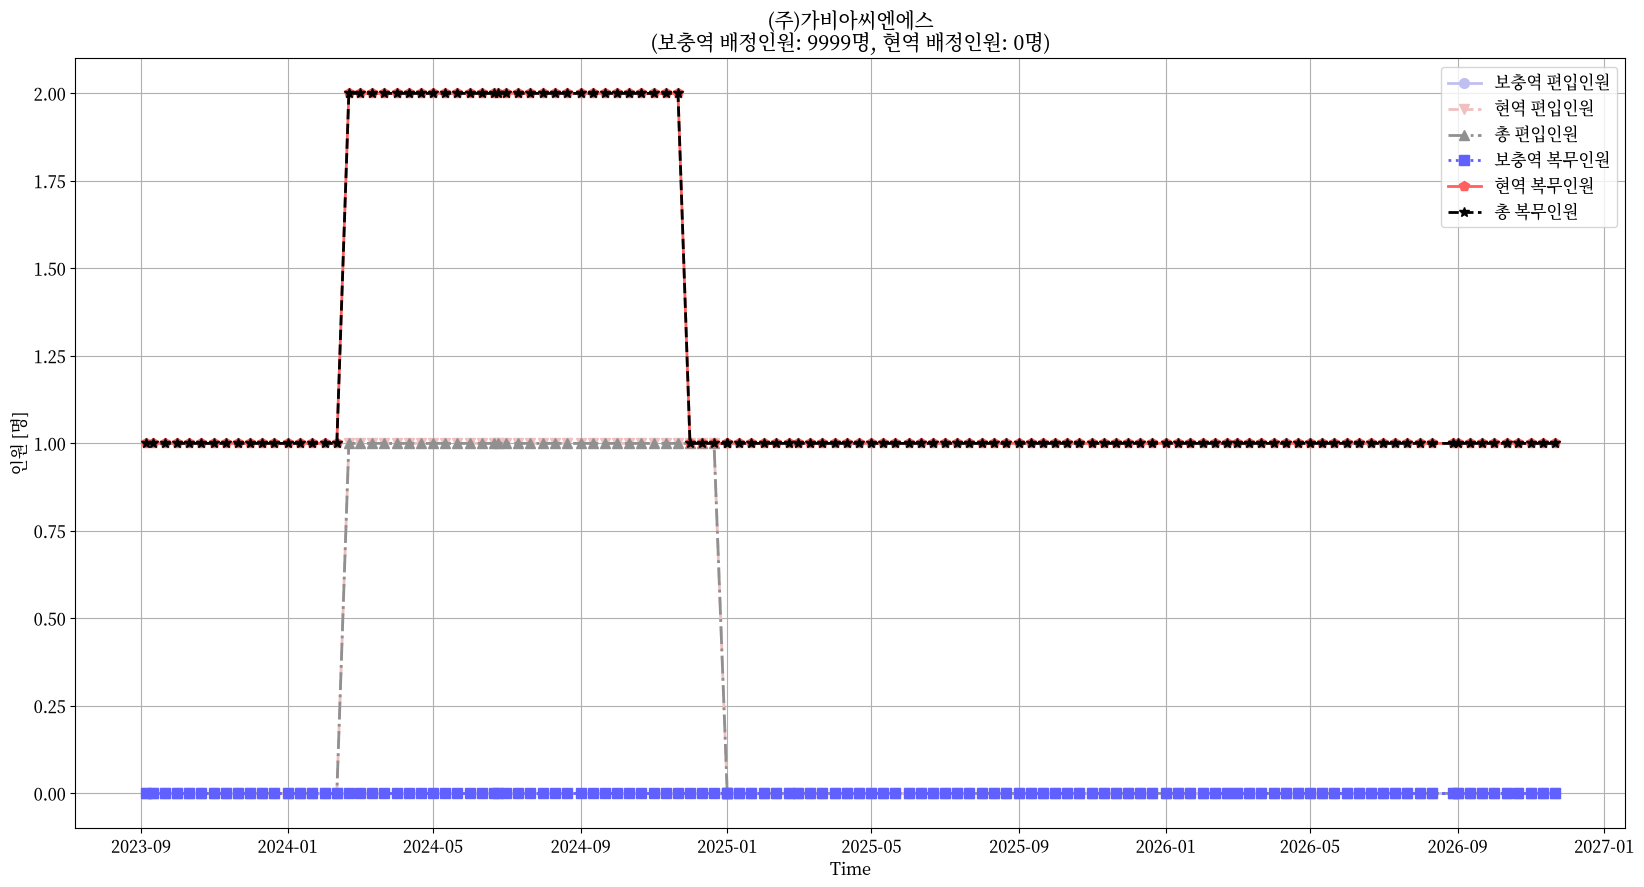 (주)가비아씨엔에스
(보충역 배정인원: 9999명, 현역 배정인원: 0명)
보충역 편입인원
현역 편입인원
총 편입인원
보충역 복무인원
현역 복무인원
총 복무인원
인원 [명]
2.00
1.75
1.50
1.25
1.00
0.75
0.50
0.25
0.00
2023-09 2024-01 2024-05 2024-09 2025-01 2025-05 2025-09 2026-01 2026-05 2026-09 2027-01
Time